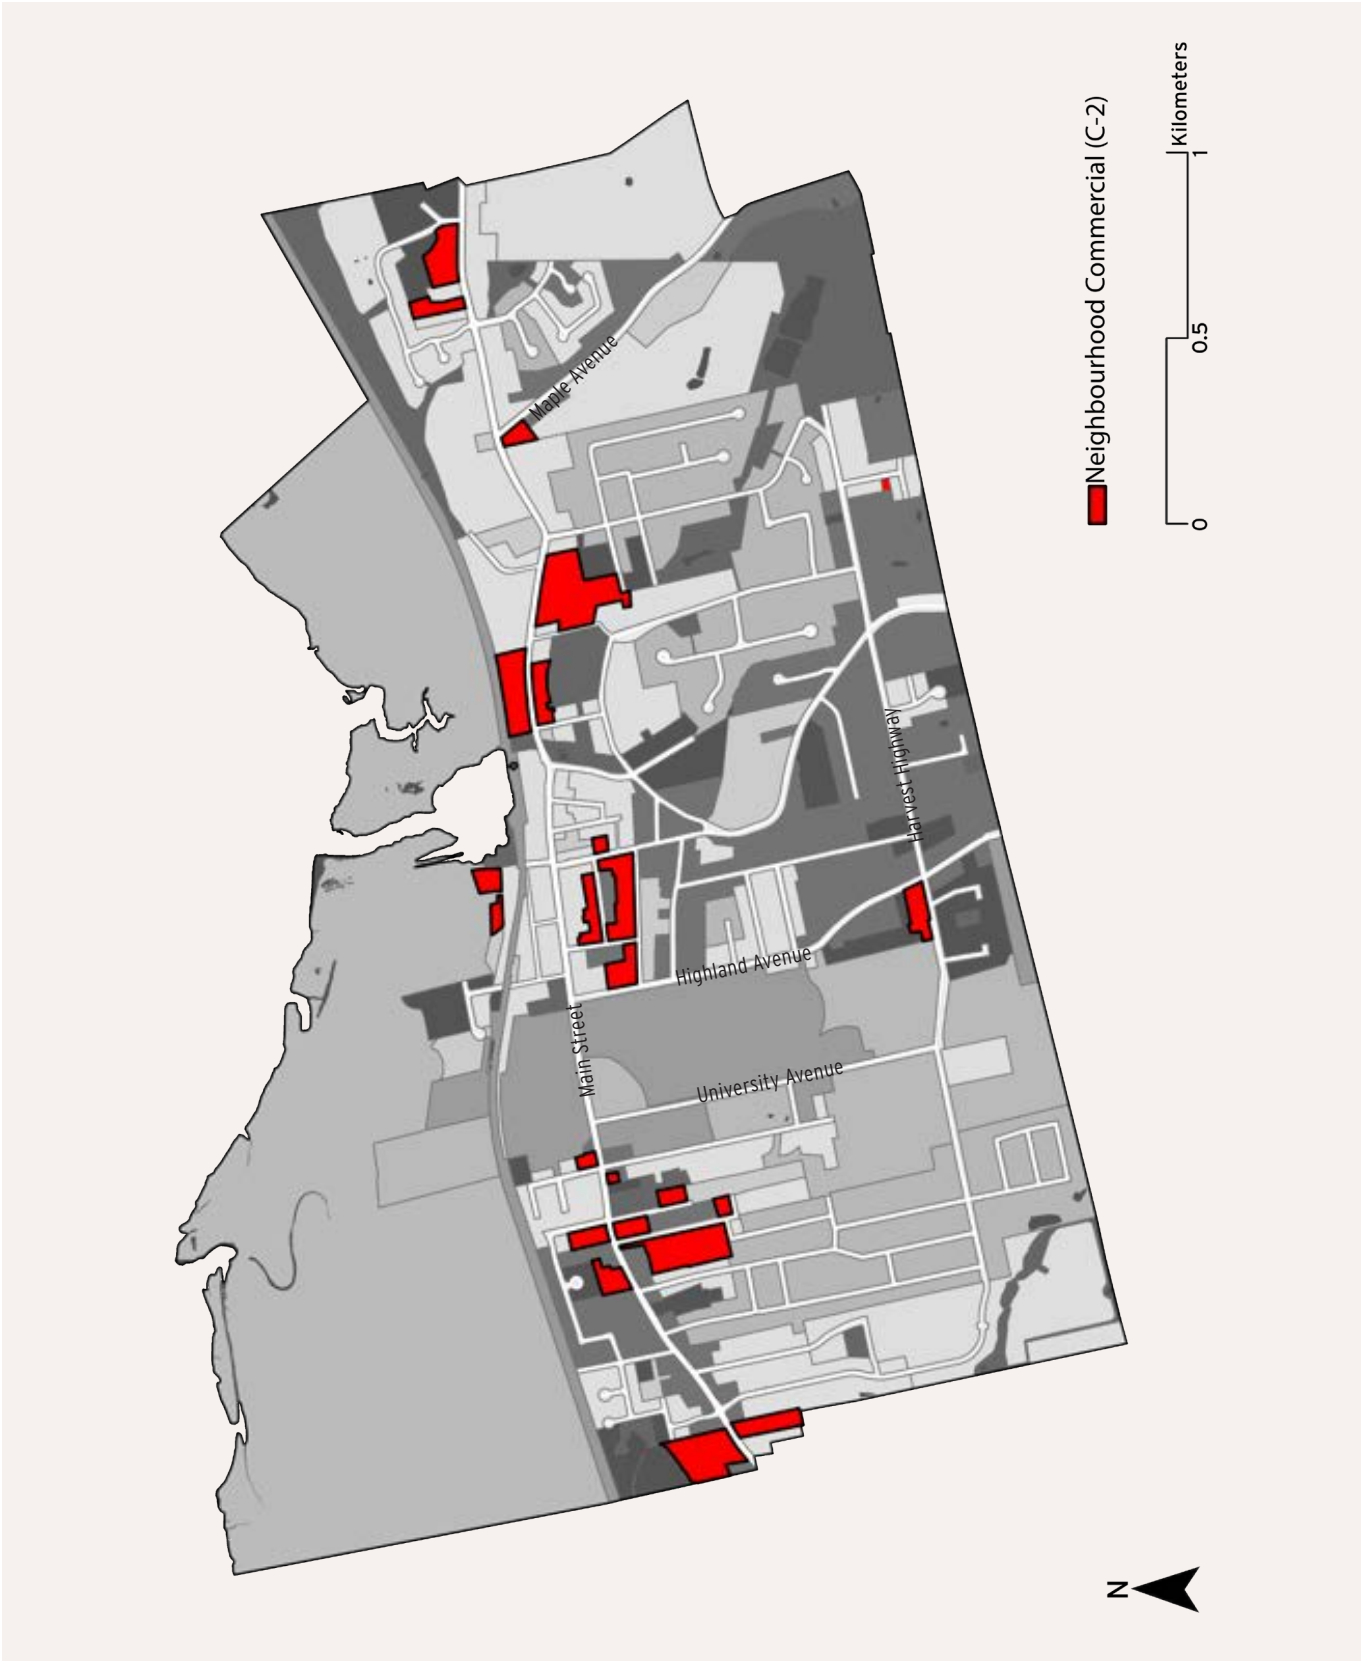 Neighbourhood Commercial (C-2)
0
0.5
1
Kilometers
Maple Avenue
Harvest Highway
Highland Avenue
Main Street
University Avenue
N